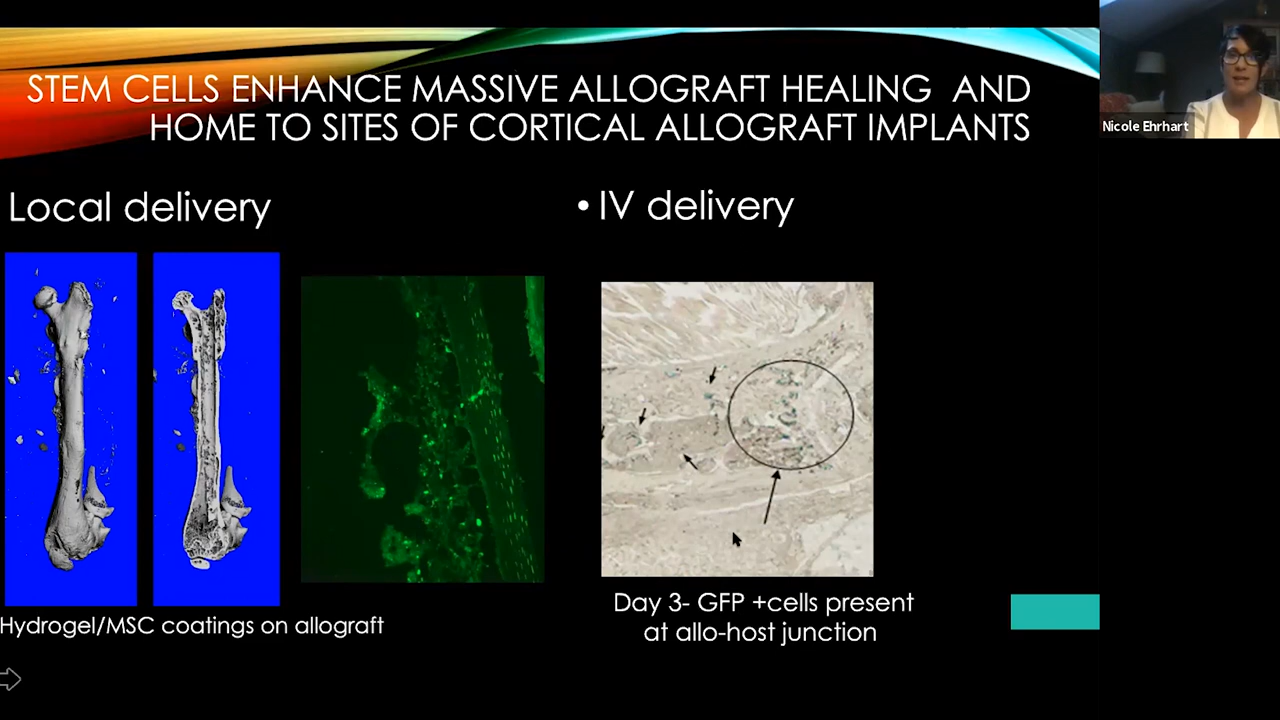 STEM CELLS ENHANCE MASSIVE ALLOGRAFT HEALING AND
HOME TO SITES OF CORTICAL ALLOGRAFT IMPLANTS
Nicole Ehrhart
Local delivery
• IV delivery
Hydrogel/MSC coatings on allograft
Day 3- GFP +cells present
at allo-host junction